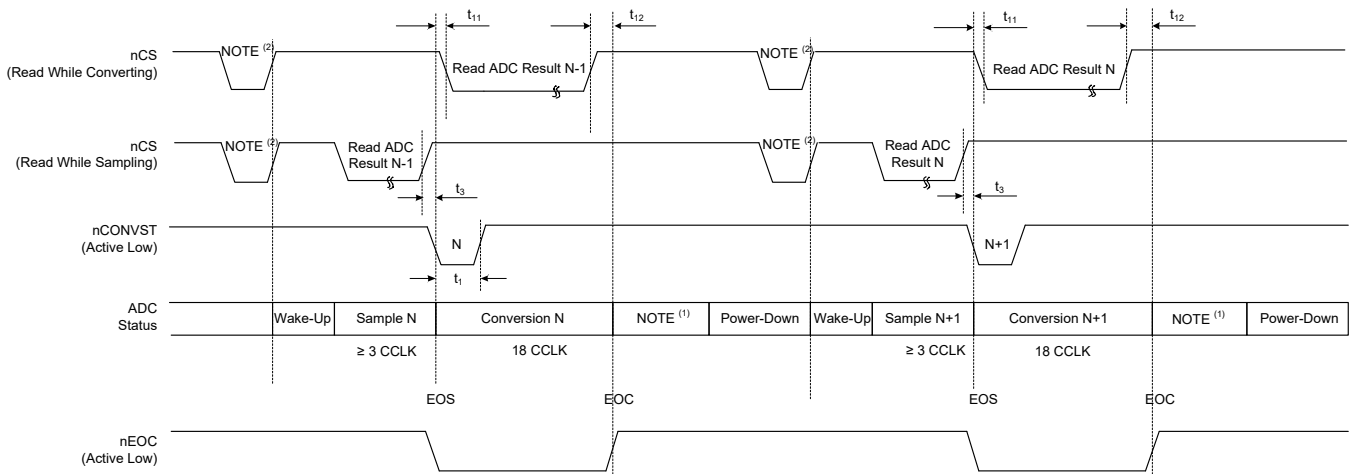 t11 t12 t11 t12
nCS
(Read While Converting)
NOTE (2) Read ADC Result N-1 NOTE (2) Read ADC Result N
nCS
(Read While Sampling)
NOTE (2) Read ADC
Result N-1
NOTE (2) Read ADC
Result N
t3 t3
nCONVST
(Active Low)
N N+1
t1
ADC
Status
Wake-Up Sample N Conversion N NOTE (1) Power-Down Wake-Up Sample N+1 Conversion N+1 NOTE (1) Power-Down
≥ 3 CCLK 18 CCLK ≥ 3 CCLK 18 CCLK
EOS EOC EOS EOC
nEOC
(Active Low)